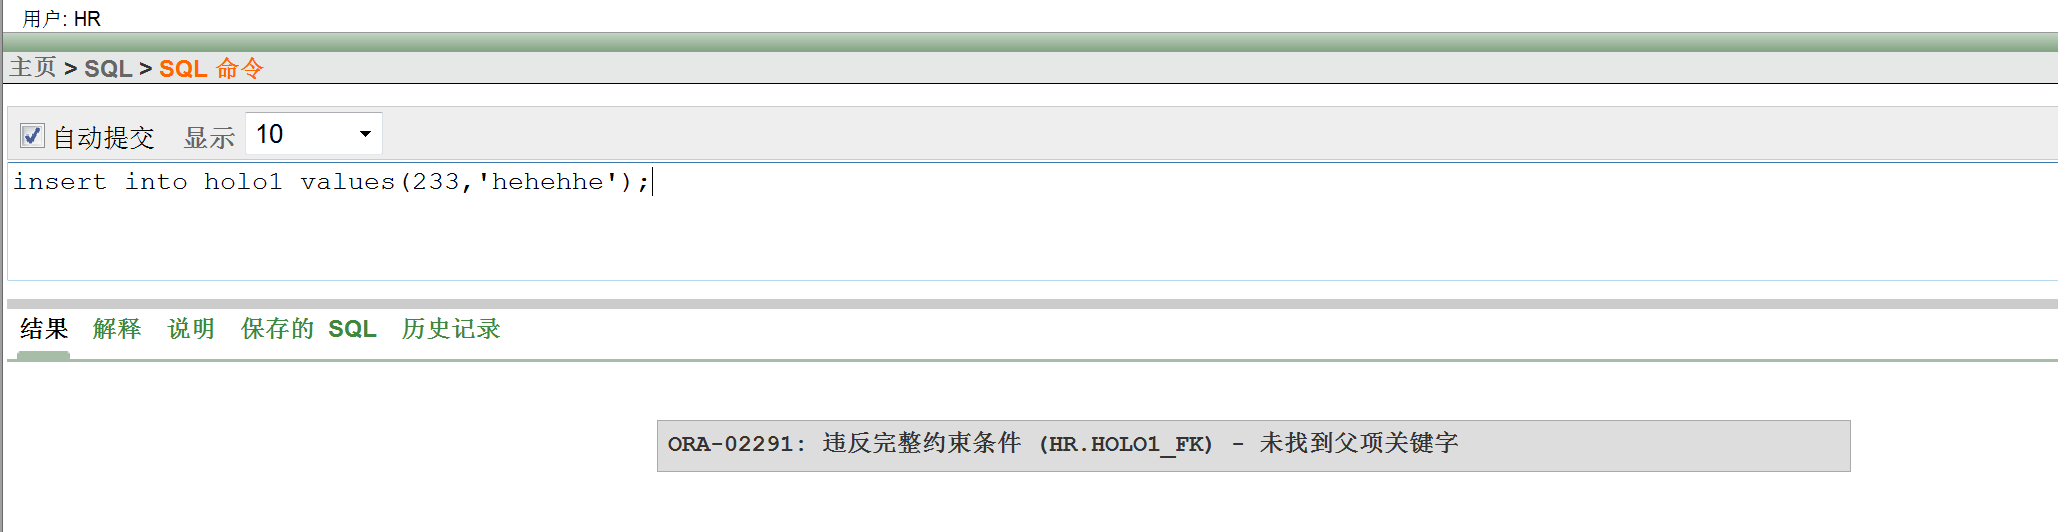 用户: HR
主页 > SQL > SQL 命令
自动提交 显示 10
insert into holo1 values(233,'hehehhe');
结果 解释 说明 保存的 SQL 历史记录
ORA-02291: 违反完整约束条件 (HR.HOLO1_FK) - 未找到父项关键字